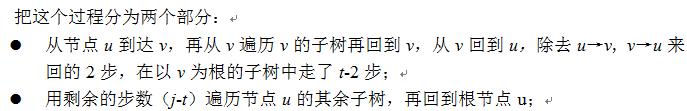 把这个过程分为两个部分：
● 从节点 u 到达 v，再从 v 遍历 v 的子树再回到 v，从 v 回到 u，除去 u→v，v→u 来
回的 2 步，在以 v 为根的子树中走了 t-2 步；
● 用剩余的步数（j-t）遍历节点 u 的其余子树，再回到根节点 u；